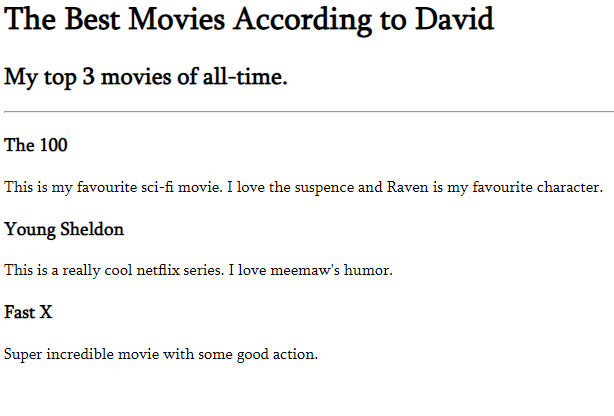 The Best Movies According to David
My top 3 movies of all-time.
The 100
This is my favourite sci-fi movie. I love the suspence and Raven is my favourite character.
Young Sheldon
This is a really cool netflix series. I love meemaw's humor.
Fast X
Super incredible movie with some good action.